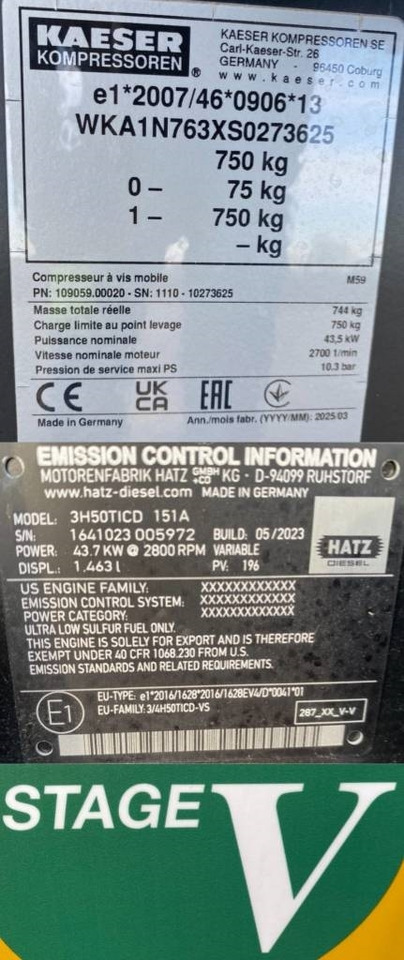 KAESER
KOMPRESSOREN®
KAESER KOMPRESSOREN SE
Carl-Kaeser-Str. 26
GERMANY - 96450 Coburg
www.kaeser.com
e1*2007/46*0906*13
WKA1N763XS0273625
750 kg
0 – 75 kg
1 – 750 kg
– kg
Compresseur à vis mobile M59
PN: 109059.00020 - SN: 1110 - 10273625
Masse totale réelle 744 kg
Charge limite au point levage 750 kg
Puissance nominale 43,5 kW
Vitesse nominale moteur 2700 1/min
Pression de service maxi PS 10.3 bar
CE UK CA EAC
Made in Germany Ann./mois fabr. (YYYY/MM): 2025.03
EMISSION CONTROL INFORMATION
MOTORENFABRIK HATZ GMBH +CO KG - D-94099 RUHSTORF
www.hatz-diesel.com MADE IN GERMANY
MODEL: 3H50TICD 151A
S/N: 1641023 005972 BUILD: 05/2023
POWER: 43.7 KW @ 2800 RPM VARIABLE
DISPL.: 1,463 l PV: 196
HATZ
DIESEL
US ENGINE FAMILY: XXXXXXXXXXXX
EMISSION CONTROL SYSTEM: XXXXXXXXXXXX
POWER CATEGORY: XXXXXXXXXXXX
ULTRA LOW SULFUR FUEL ONLY
THIS ENGINE IS SOLELY FOR EXPORT AND IS THEREFORE
EXEMPT UNDER 40 CFR 1068.230 FROM U.S.
EMISSION STANDARDS AND RELATED REQUIREMENTS.
E1
EU-TYPE: e1*2016/1628*2016/1628EV4/D*0041*01
EU-FAMILY: 3/4H50TICD-VS
287_XX_V-V
STAGE V